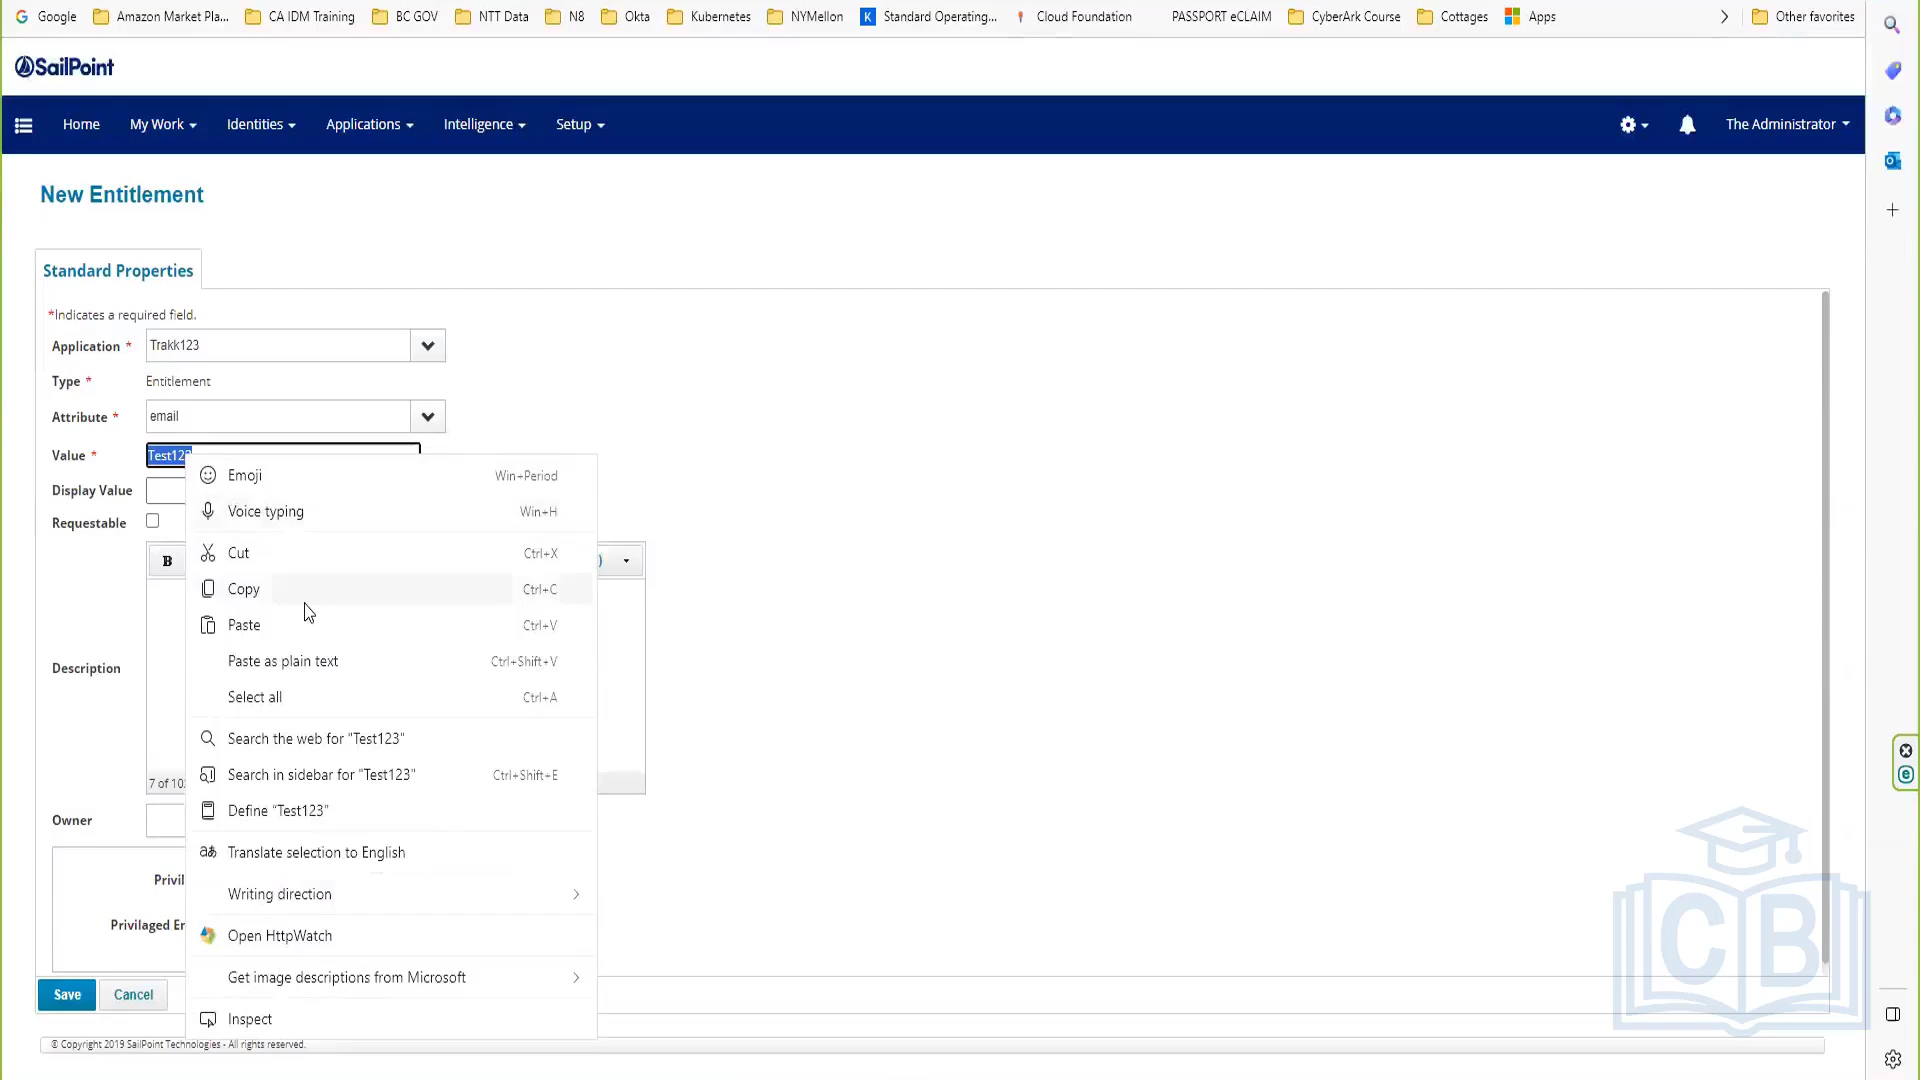 Google Amazon Market Pla... CA IDM Training BC GOV NTT Data N8 Okta Kubernetes NYMellon K Standard Operating... Cloud Foundation PASSPORT eCLAIM CyberArk Course Cottages Apps Other favorites
SailPoint
Home My Work Identities Applications Intelligence Setup The Administrator
New Entitlement
Standard Properties
*Indicates a required field.
Application * Trakk123
Type * Entitlement
Attribute * email
Value * Test123
Emoji Win+Period
Display Value
Voice typing Win+H
Requestable
Cut Ctrl+X
B
Copy Ctrl+C
Paste Ctrl+V
Paste as plain text Ctrl+Shift+V
Description
Select all Ctrl+A
Search the web for "Test123"
Search in sidebar for "Test123" Ctrl+Shift+E
7 of 10
Define "Test123"
Owner
Translate selection to English
Privil
Writing direction
Privilaged Er
Open HttpWatch
Get image descriptions from Microsoft
Save Cancel
Inspect
© Copyright 2019 SailPoint Technologies - All rights reserved.
CB